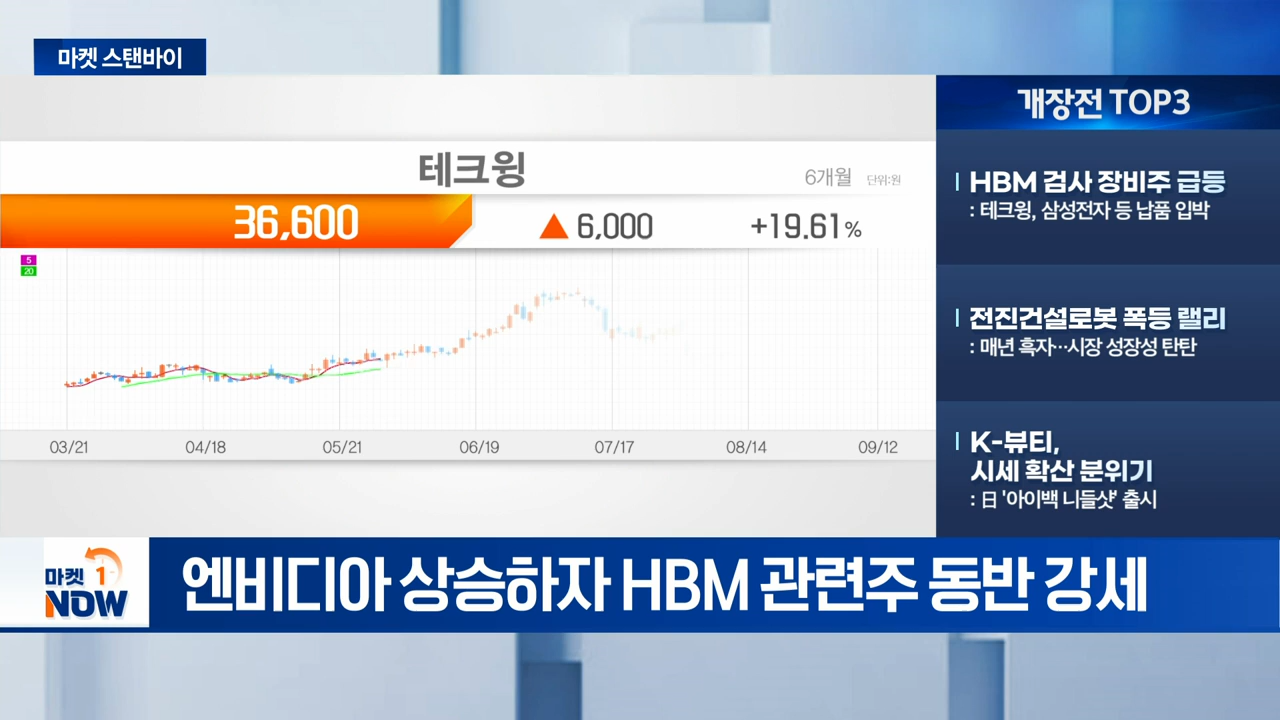 마켓 스탠바이
개장전 TOP3
테크윙
6개월 단위:원
36,600 ▲ 6,000 +19.61%
5
20
03/21 04/18 05/21 06/19 07/17 08/14 09/12
HBM 검사 장비주 급등
: 테크윙, 삼성전자 등 납품 임박
전진건설로봇 폭등 랠리
: 매년 흑자…시장 성장성 탄탄
K-뷰티,
시세 확산 분위기
: 日 '아이백 니들샷' 출시
마켓 1
NOW
엔비디아 상승하자 HBM 관련주 동반 강세